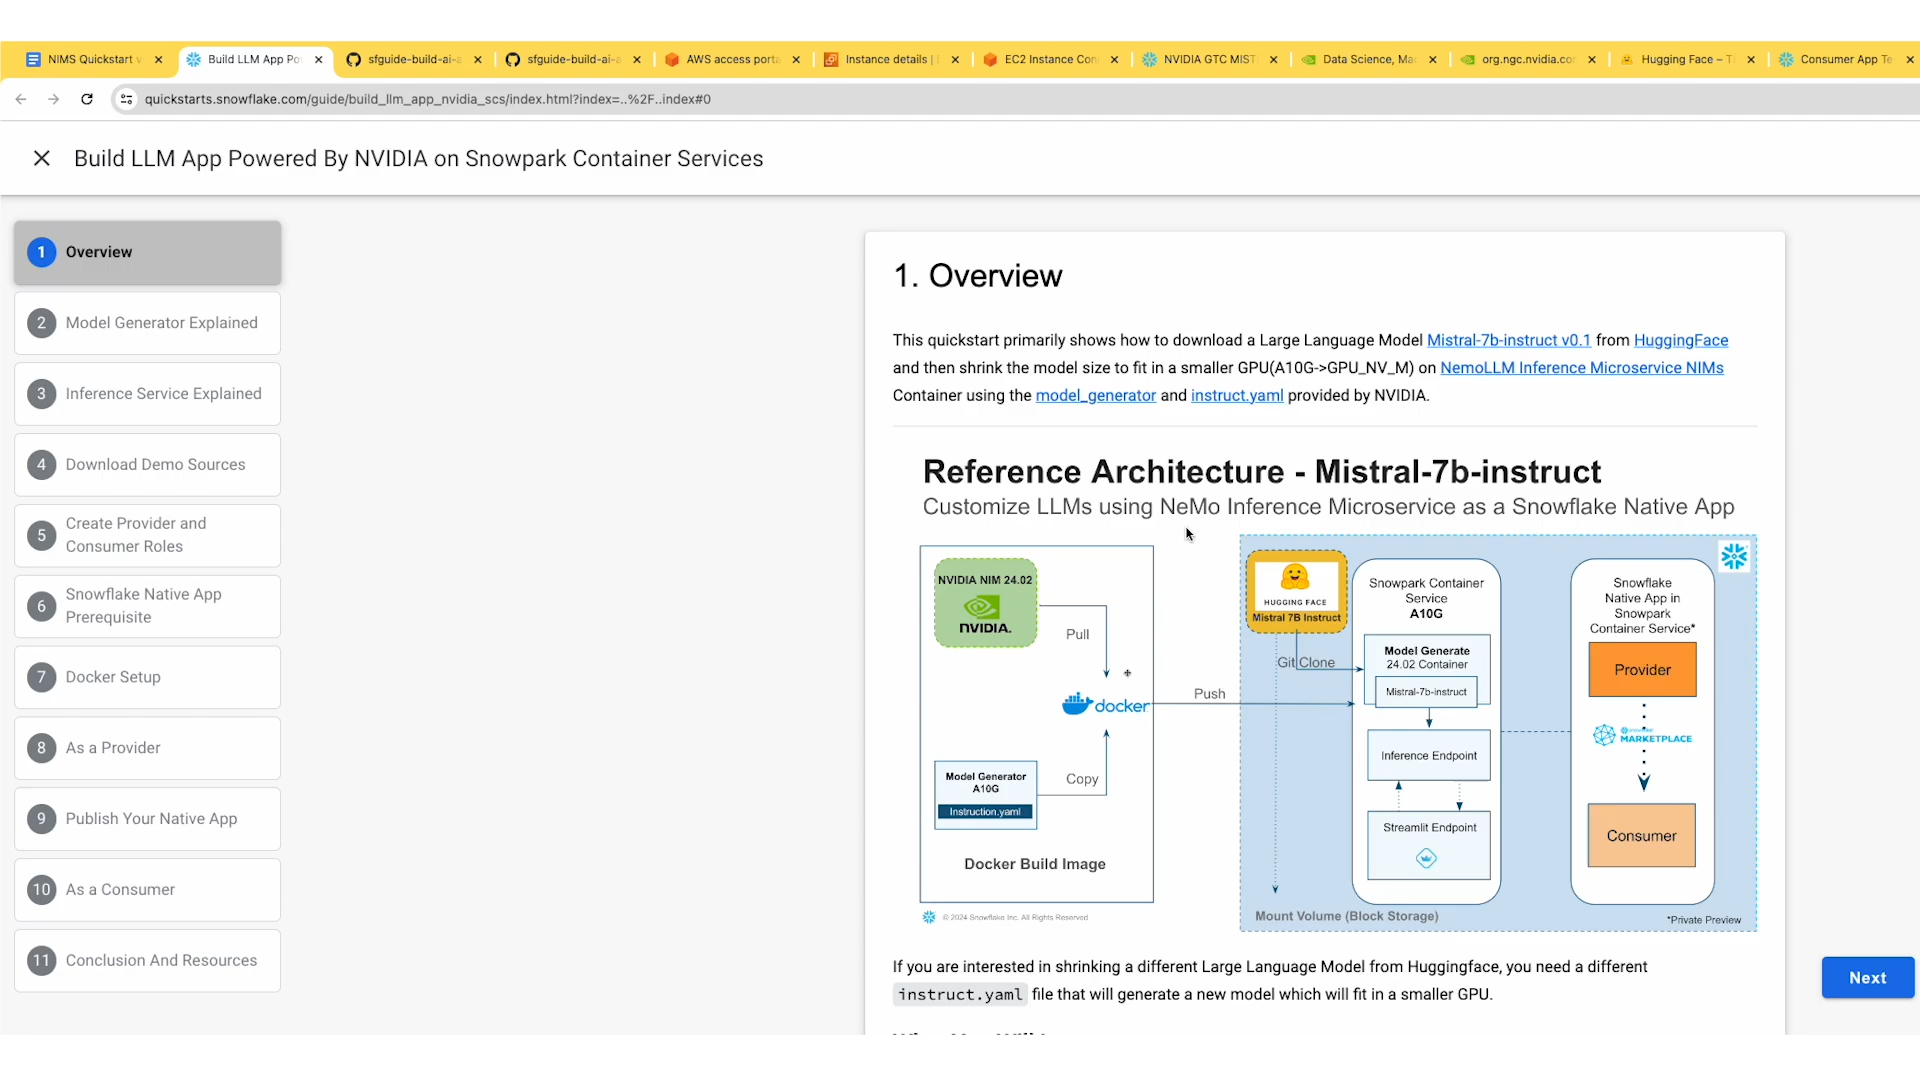 NIMS Quickstart v
Build LLM App Po
sfguide-build-ai-a
sfguide-build-ai-a
AWS access porta
Instance details |
EC2 Instance Con
NVIDIA GTC MIST
Data Science, Ma
org.ngc.nvidia.co
Hugging Face – T
Consumer App Te
quickstarts.snowflake.com/guide/build_llm_app_nvidia_scs/index.html?index=..%2F..index#0
Build LLM App Powered By NVIDIA on Snowpark Container Services
1 Overview
2 Model Generator Explained
3 Inference Service Explained
4 Download Demo Sources
5 Create Provider and
Consumer Roles
6 Snowflake Native App
Prerequisite
7 Docker Setup
8 As a Provider
9 Publish Your Native App
10 As a Consumer
11 Conclusion And Resources
1. Overview
This quickstart primarily shows how to download a Large Language Model Mistral-7b-instruct v0.1 from HuggingFace
and then shrink the model size to fit in a smaller GPU(A10G->GPU_NV_M) on NemoLLM Inference Microservice NIMs
Container using the model_generator and instruct.yaml provided by NVIDIA.
Reference Architecture - Mistral-7b-instruct
Customize LLMs using NeMo Inference Microservice as a Snowflake Native App
NVIDIA NIM 24.02
NVIDIA.
Pull
docker
Push
Model Generator
A10G
Instruction.yaml
Copy
Docker Build Image
© 2024 Snowflake Inc. All Rights Reserved
HUGGING FACE
Mistral 7B Instruct
Git Clone
Snowpark Container
Service
A10G
Model Generate
24.02 Container
Mistral-7b-instruct
Inference Endpoint
Streamlit Endpoint
Mount Volume (Block Storage)
Snowflake
Native App in
Snowpark
Container Service*
Provider
MARKETPLACE
Consumer
*Private Preview
If you are interested in shrinking a different Large Language Model from Huggingface, you need a different
instruct.yaml file that will generate a new model which will fit in a smaller GPU.
Next